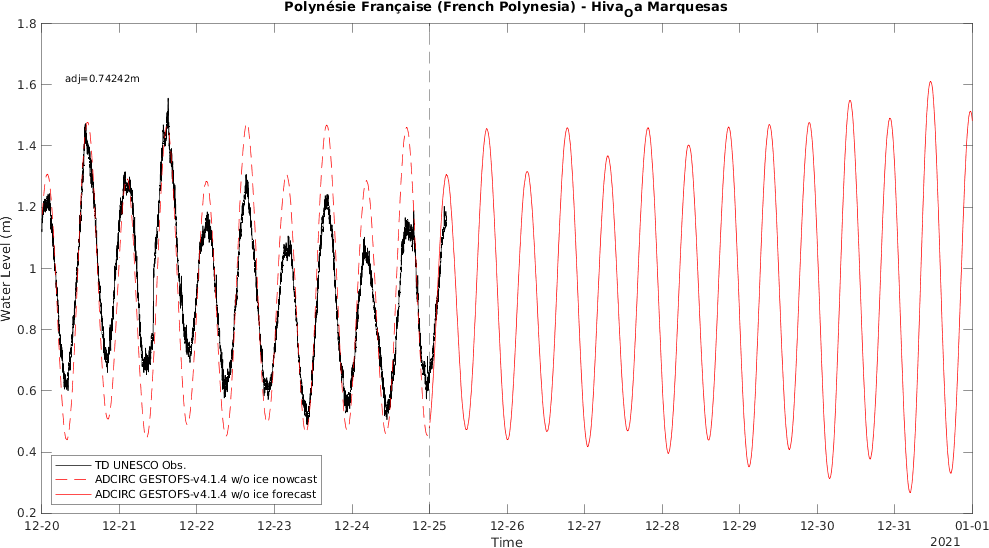 Polynésie Française (French Polynesia) - Hiva_Oa Marquesas
1.8
adj=0.74242m
1.6
1.4
1.2
1
0.8
0.6
0.4
0.2
Water Level (m)
TD UNESCO Obs.
ADCIRC GESTOFS-v4.1.4 w/o ice nowcast
ADCIRC GESTOFS-v4.1.4 w/o ice forecast
12-20 12-21 12-22 12-23 12-24 12-25 12-26 12-27 12-28 12-29 12-30 12-31 01-01
Time
2021